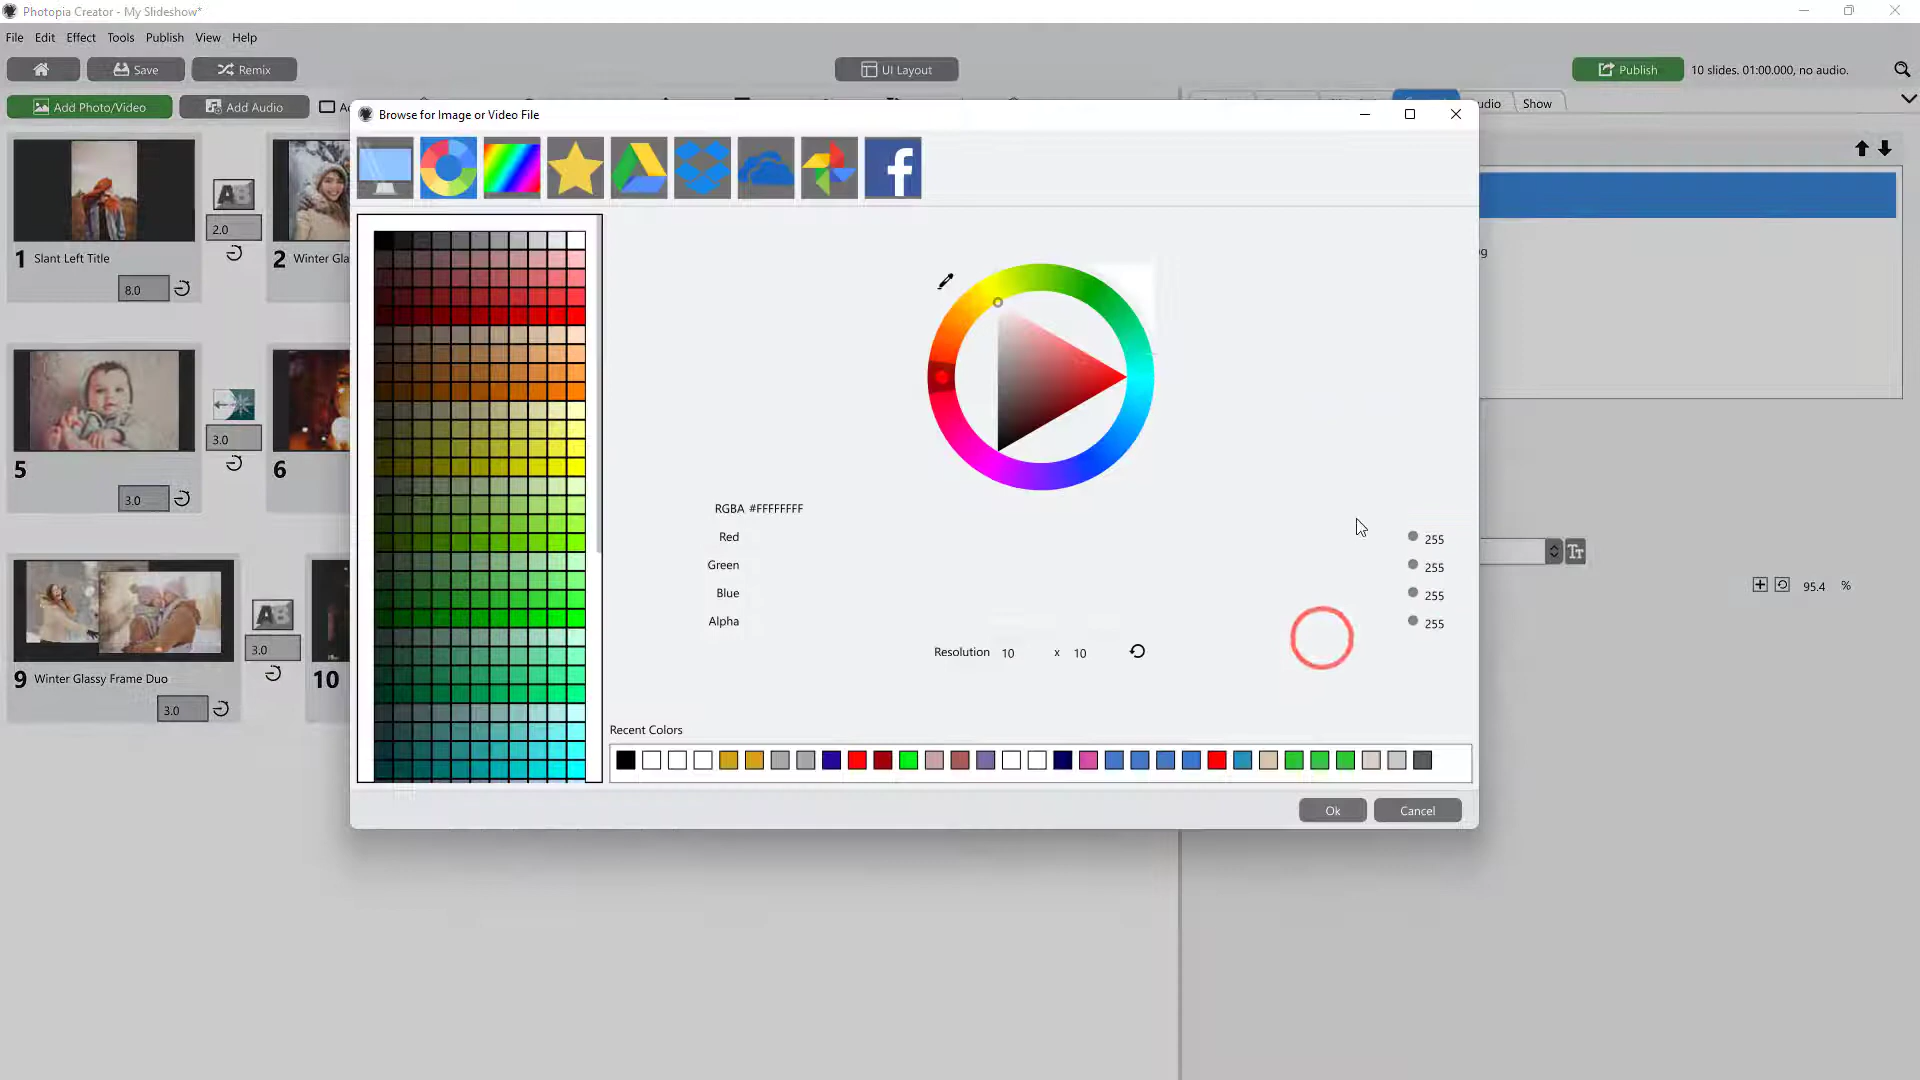 Photopia Creator - My Slideshow*
File Edit Effect Tools Publish View Help
Save Remix UI Layout Publish 10 slides. 01:00.000, no audio.
Add Photo/Video Add Audio
Show
Browse for Image or Video File
AB
2.0
1 Slant Left Title
2
8.0
3.0
5
6
3.0
AB
3.0
9 Winter Glassy Frame Duo
10
3.0
RGBA #FFFFFFFF
Red 255
Green 255
Blue 255
Alpha 255
Resolution 10 x 10
Recent Colors
Ok Cancel
TT
95.4 %